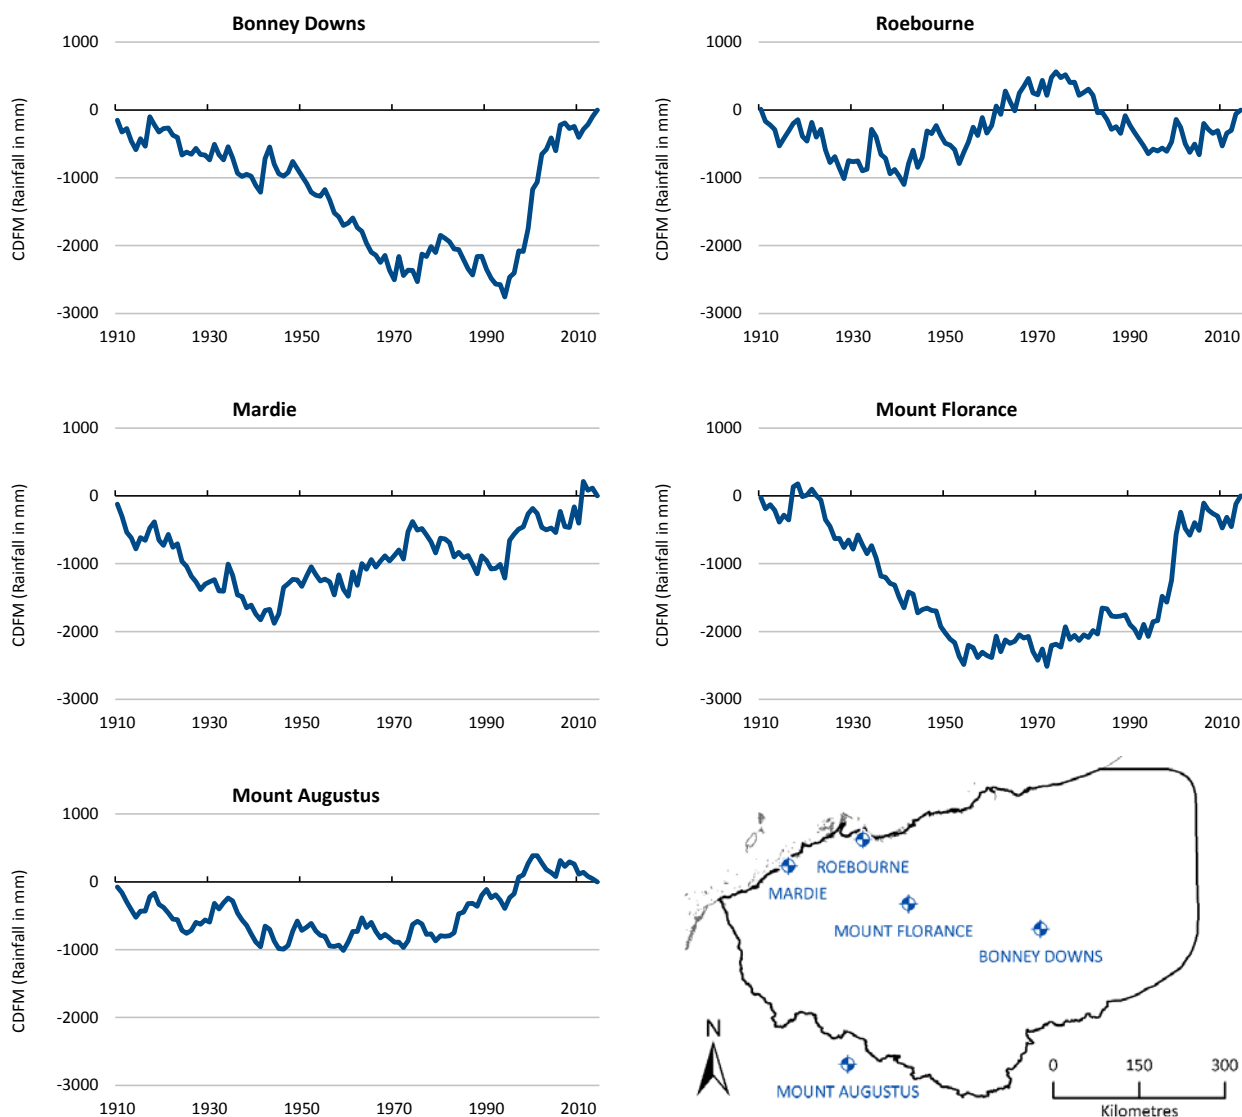 Bonney Downs
CDFM (Rainfall in mm)
1000
0
-1000
-2000
-3000
1910 1930 1950 1970 1990 2010
Roebourne
CDFM (Rainfall in mm)
1000
0
-1000
-2000
-3000
1910 1930 1950 1970 1990 2010
Mardie
CDFM (Rainfall in mm)
1000
0
-1000
-2000
-3000
1910 1930 1950 1970 1990 2010
Mount Florance
CDFM (Rainfall in mm)
1000
0
-1000
-2000
-3000
1910 1930 1950 1970 1990 2010
Mount Augustus
CDFM (Rainfall in mm)
1000
0
-1000
-2000
-3000
1910 1930 1950 1970 1990 2010
ROEBOURNE
MARDIE
MOUNT FLORANCE
BONNEY DOWNS
N
MOUNT AUGUSTUS
0 150 300
Kilometres